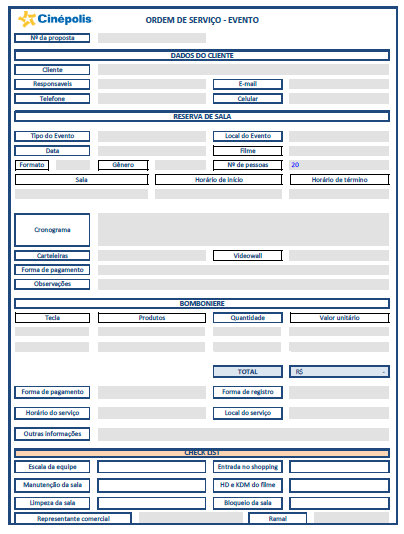 Cinépolis
ORDEM DE SERVIÇO - EVENTO
Nº da proposta
DADOS DO CLIENTE
Cliente
Responsaveis E-mail
Telefone Celular
RESERVA DE SALA
Tipo do Evento Local do Evento
Data Filme
Formato Gênero Nº de pessoas 20
Sala Horário de início Horário de término
Cronograma
Carteleiras Videowall
Forma de pagamento
Observações
BOMBONIERE
Tecla Produtos Quantidade Valor unitário
TOTAL R$ -
Forma de pagamento Forma de registro
Horário do serviço Local do serviço
Outras informações
CHECK LIST
Escala da equipe Entrada no shopping
Manutenção da sala HD e KDM do filme
Limpeza da sala Bloqueio da sala
Representante comercial Ramal